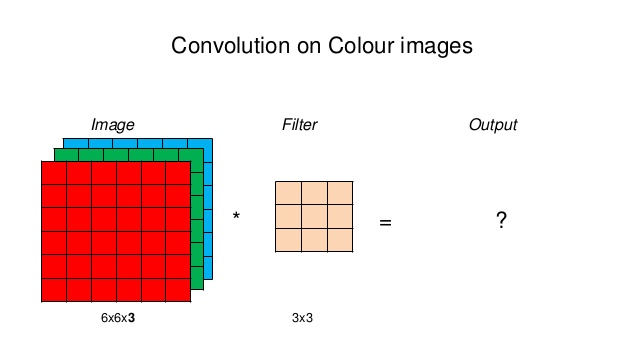 Convolution on Colour images
Image
Filter
Output
*
=
?
6x6x3
3x3